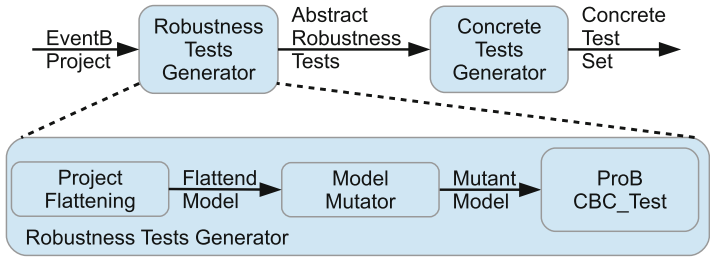 EventB
Project
Robustness
Tests
Generator
Abstract
Robustness
Tests
Concrete
Tests
Generator
Concrete
Test
Set
Project
Flattening
Flattend
Model
Model
Mutator
Mutant
Model
ProB
CBC_Test
Robustness Tests Generator